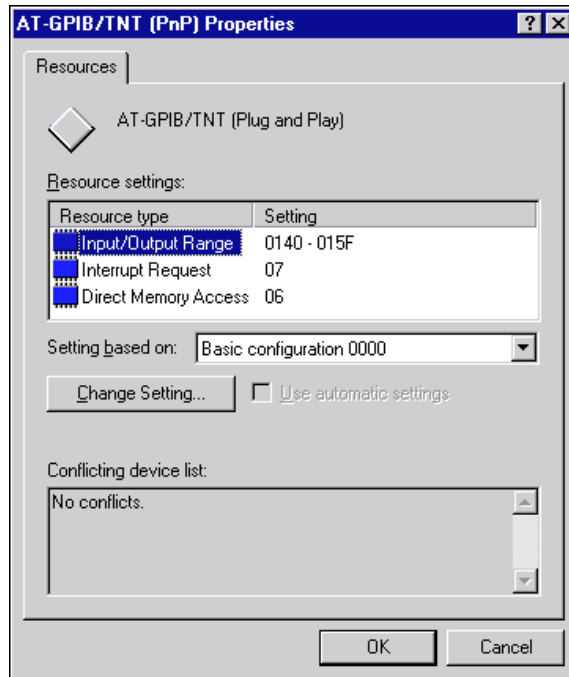 AT-GPIB/TNT (PnP) Properties
Resources
AT-GPIB/TNT (Plug and Play)
Resource settings:
Resource type Setting
Input/Output Range 0140 - 015F
Interrupt Request 07
Direct Memory Access 06
Setting based on: Basic configuration 0000
Change Setting... Use automatic settings
Conflicting device list:
No conflicts.
OK Cancel